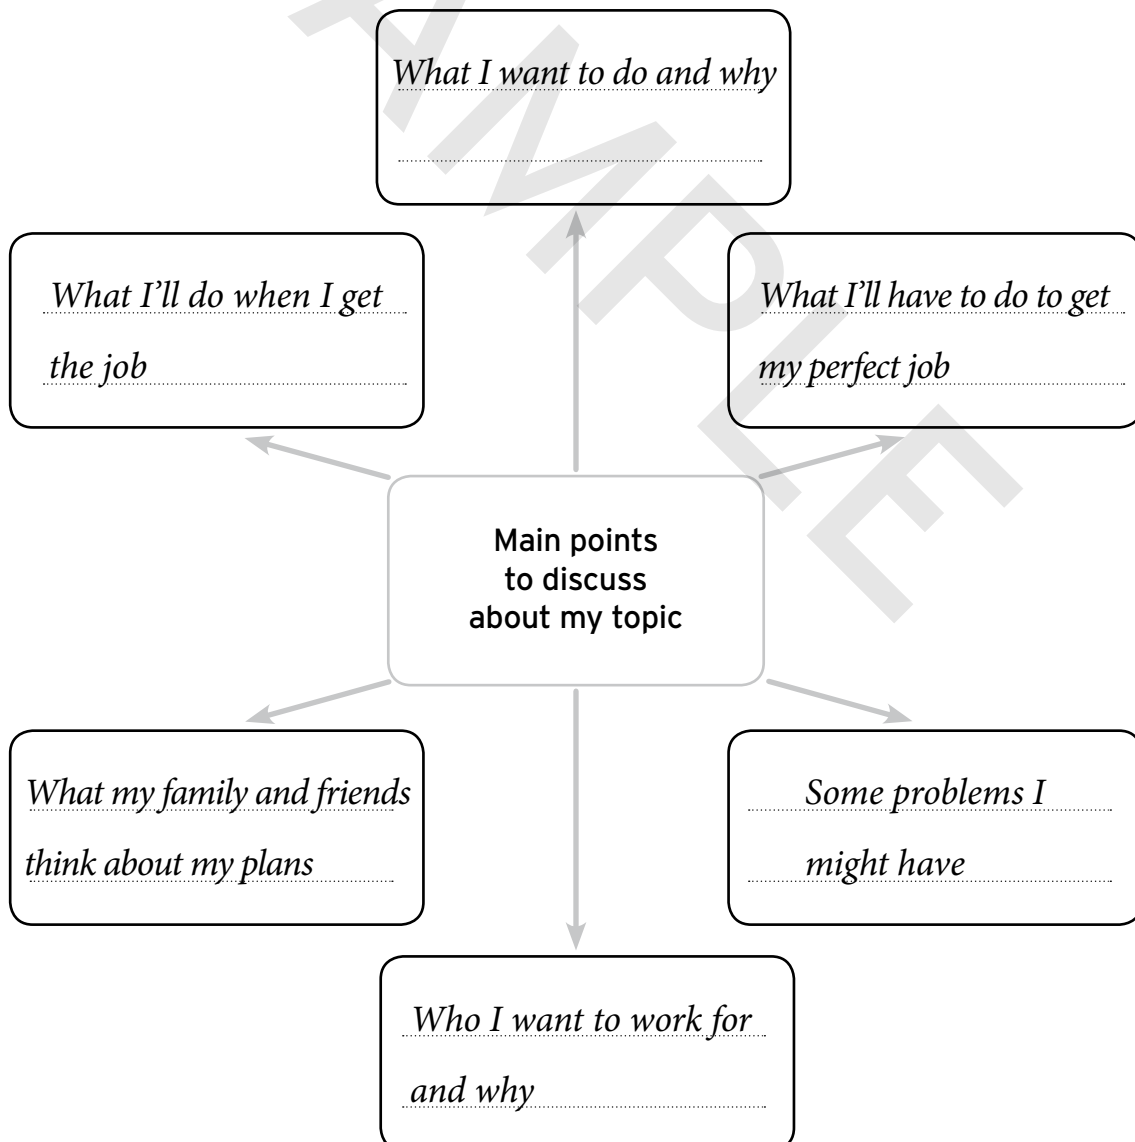 What I want to do and why
What I'll do when I get
the job
What I'll have to do to get
my perfect job
Main points
to discuss
about my topic
What my family and friends
think about my plans
Some problems I
might have
Who I want to work for
and why
AMPLE